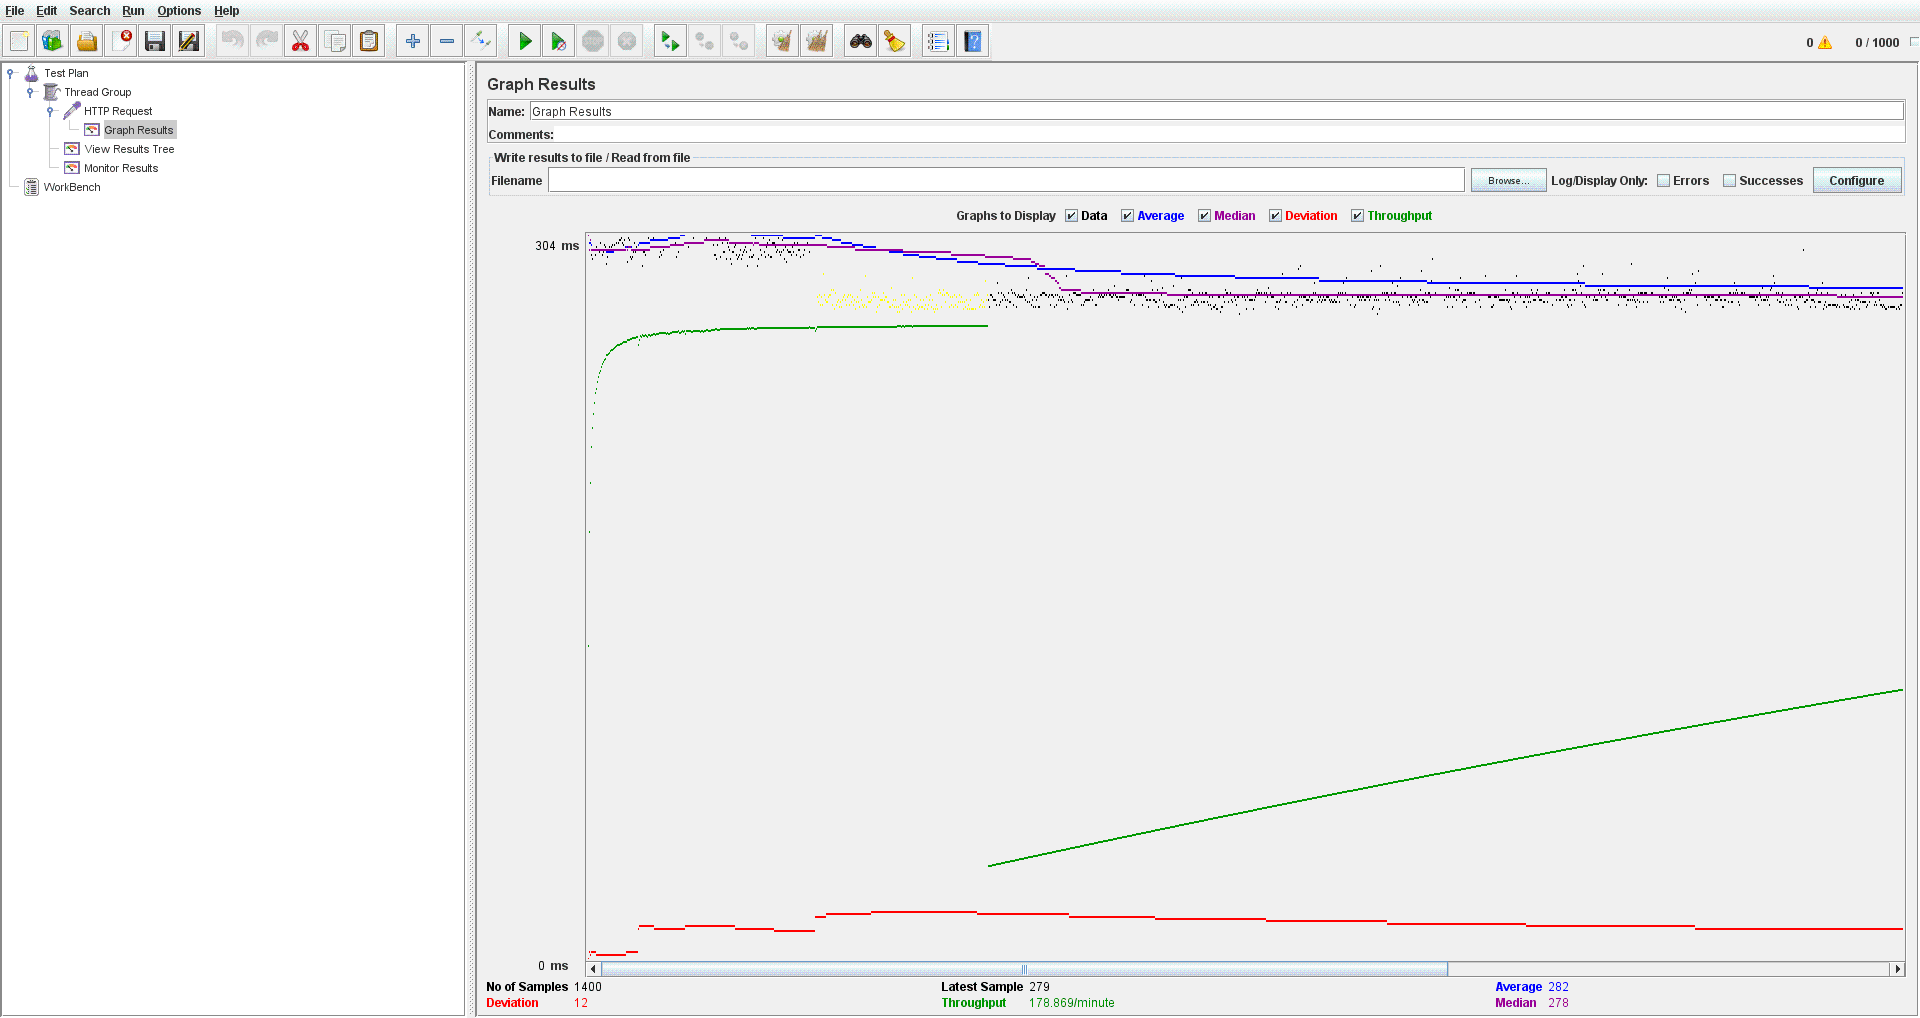 File Edit Search Run Options Help
0 0 / 1000
Test Plan
Thread Group
HTTP Request
Graph Results
View Results Tree
Monitor Results
WorkBench
Graph Results
Name: Graph Results
Comments:
Write results to file / Read from file
Filename Browse... Log/Display Only: Errors Successes Configure
Graphs to Display Data Average Median Deviation Throughput
304 ms
0 ms
No of Samples 1400 Latest Sample 279 Average 282
Deviation 12 Throughput 178.869/minute Median 278